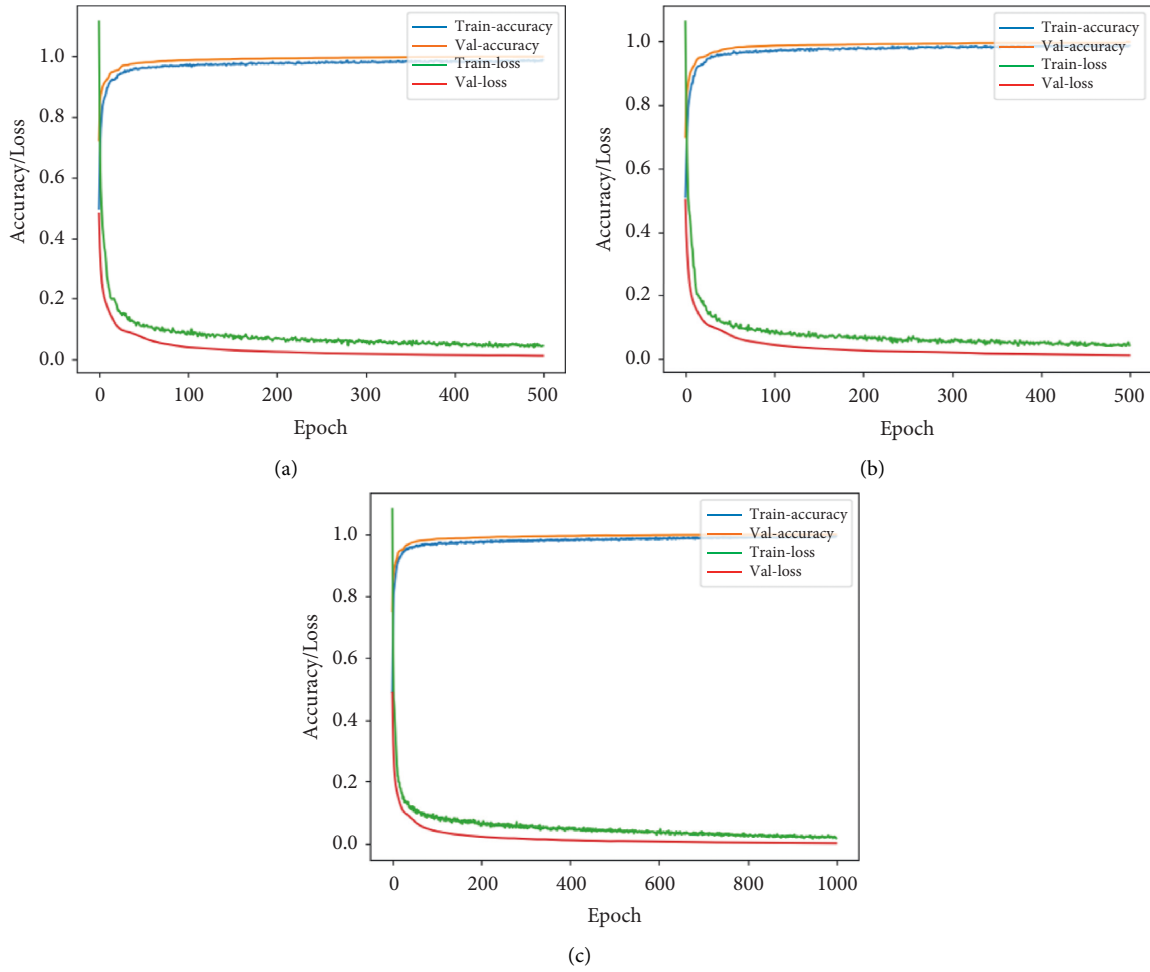 Accuracy/Loss
1.0
0.8
0.6
0.4
0.2
0.0
Train-accuracy
Val-accuracy
Train-loss
Val-loss
0 100 200 300 400 500
Epoch
(a)
Accuracy/Loss
1.0
0.8
0.6
0.4
0.2
0.0
Train-accuracy
Val-accuracy
Train-loss
Val-loss
0 100 200 300 400 500
Epoch
(b)
Accuracy/Loss
1.0
0.8
0.6
0.4
0.2
0.0
Train-accuracy
Val-accuracy
Train-loss
Val-loss
0 200 400 600 800 1000
Epoch
(c)